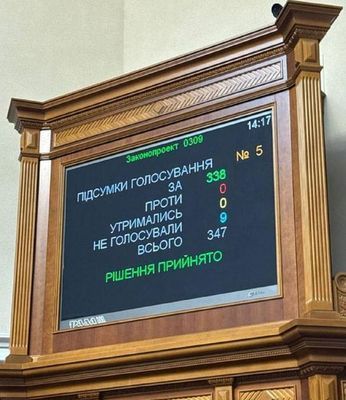 14:17
Законопроект 0309
ПІДСУМКИ ГОЛОСУВАННЯ № 5
ЗА 338
ПРОТИ 0
УТРИМАЛИСЬ 0
НЕ ГОЛОСУВАЛИ 9
ВСЬОГО 347
РІШЕННЯ ПРИЙНЯТО